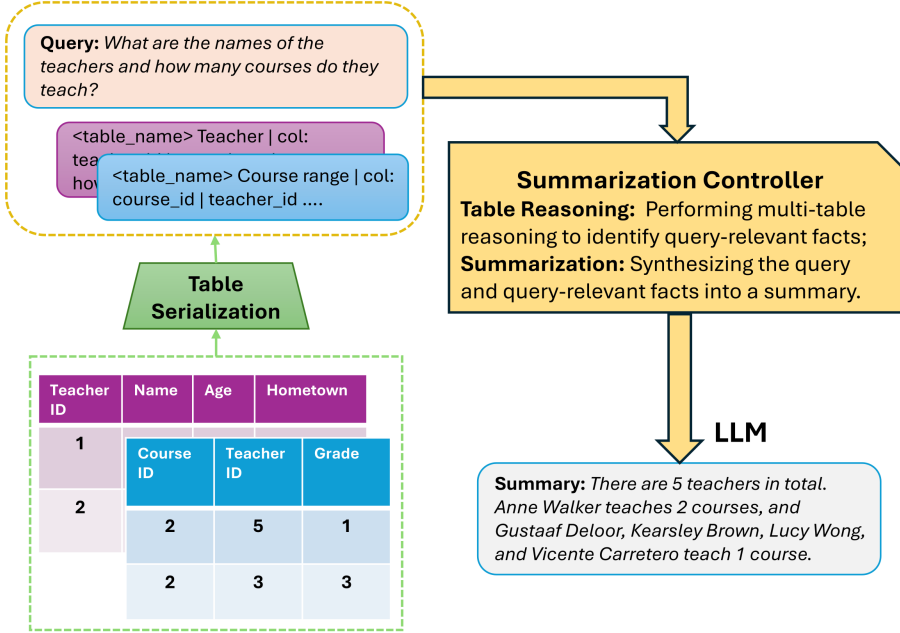 Query: What are the names of the
teachers and how many courses do they
teach?
<table_name> Teacher | col:
<table_name> Course range | col:
course_id | teacher_id ....
Table
Serialization
Teacher ID | Name | Age | Hometown
1
2
Course ID | Teacher ID | Grade
2 5 1
2 3 3
Summarization Controller
Table Reasoning: Performing multi-table
reasoning to identify query-relevant facts;
Summarization: Synthesizing the query
and query-relevant facts into a summary.
LLM
Summary: There are 5 teachers in total.
Anne Walker teaches 2 courses, and
Gustaaf Deloor, Kearsley Brown, Lucy Wong,
and Vicente Carretero teach 1 course.